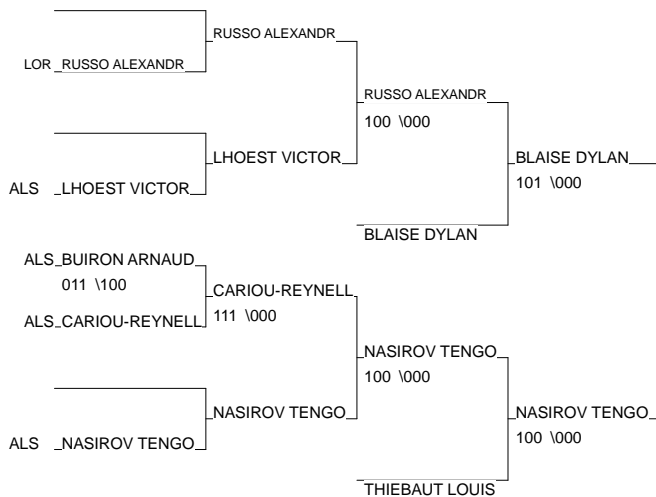 RUSSO ALEXANDR
LOR RUSSO ALEXANDR
RUSSO ALEXANDR
100 \000
LHOEST VICTOR
BLAISE DYLAN
101 \000
ALS LHOEST VICTOR
BLAISE DYLAN
ALS BUIRON ARNAUD
011 \100
CARIOU-REYNELL
111 \000
ALS CARIOU-REYNELL
NASIROV TENGO
100 \000
NASIROV TENGO
NASIROV TENGO
100 \000
ALS NASIROV TENGO
THIEBAUT LOUIS